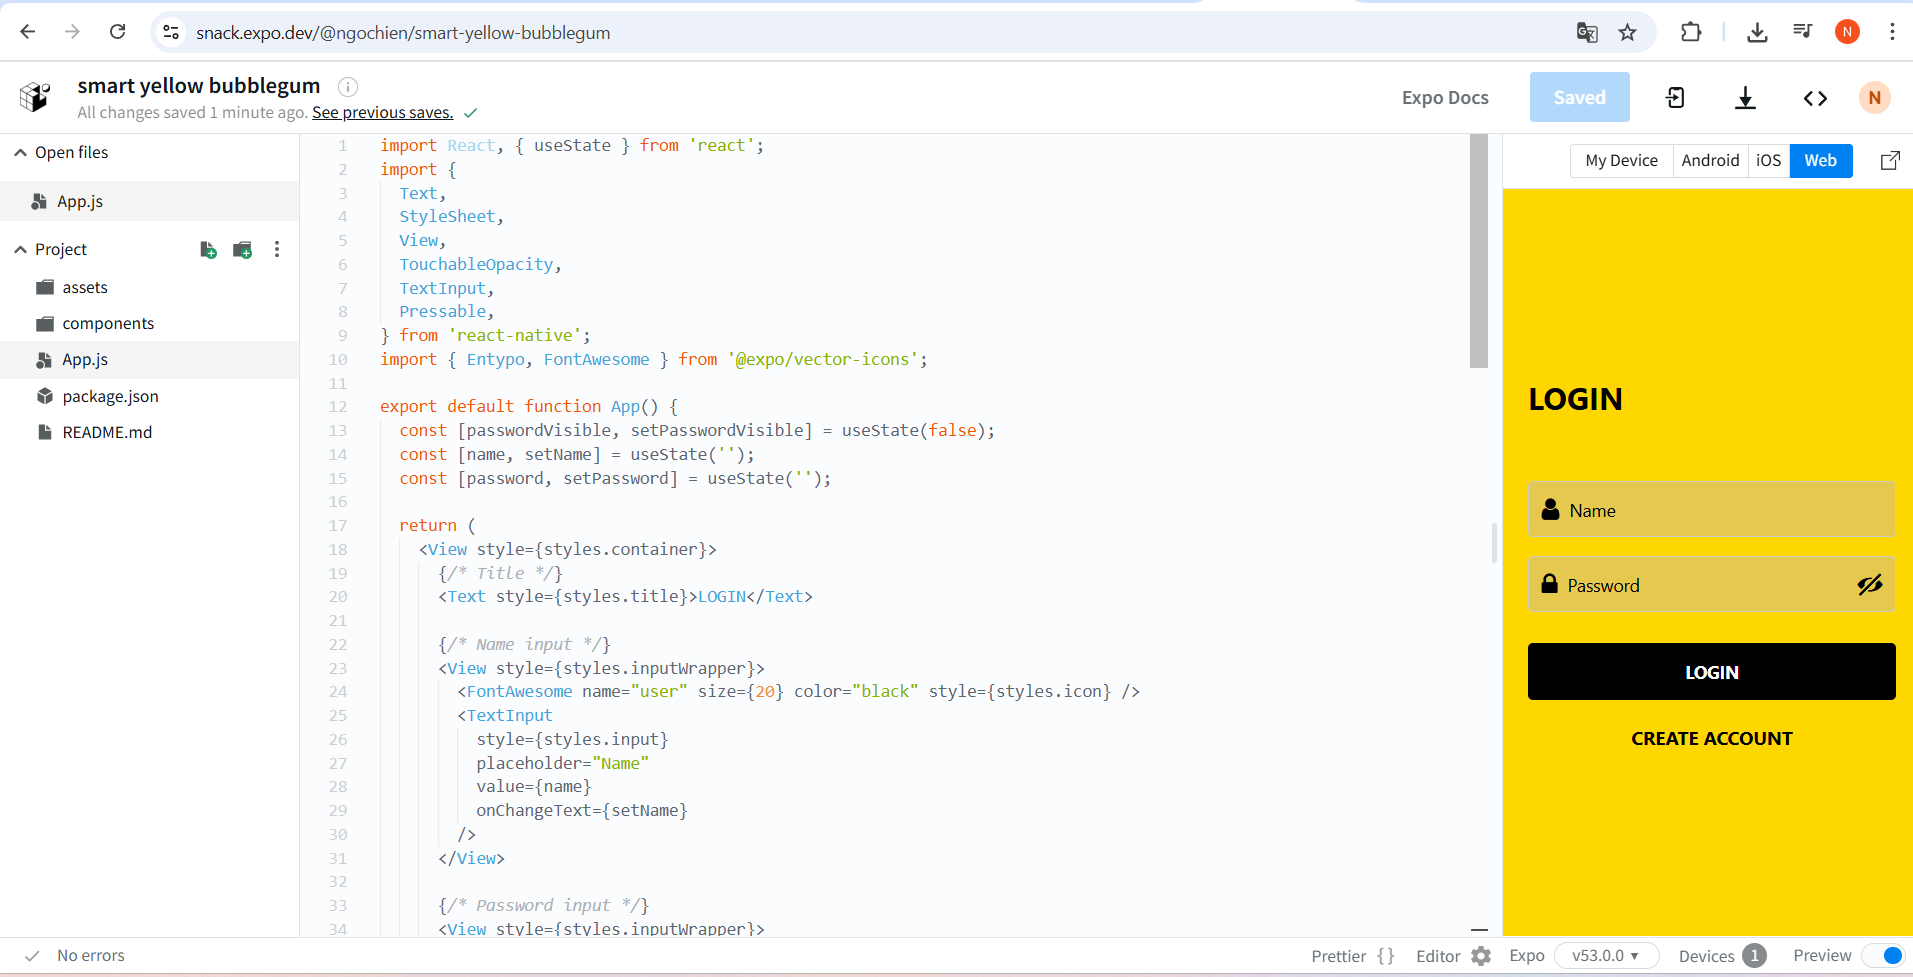 snack.expo.dev/@ngochien/smart-yellow-bubblegum
N
smart yellow bubblegum
All changes saved 1 minute ago. See previous saves.
Expo Docs
Saved
N
Open files
App.js
Project
assets
components
App.js
package.json
README.md
1 import React, { useState } from 'react';
2 import {
3 Text,
4 StyleSheet,
5 View,
6 TouchableOpacity,
7 TextInput,
8 Pressable,
9 } from 'react-native';
10 import { Entypo, FontAwesome } from '@expo/vector-icons';
11
12 export default function App() {
13 const [passwordVisible, setPasswordVisible] = useState(false);
14 const [name, setName] = useState('');
15 const [password, setPassword] = useState('');
16
17 return (
18 <View style={styles.container}>
19 {/* Title */}
20 <Text style={styles.title}>LOGIN</Text>
21
22 {/* Name input */}
23 <View style={styles.inputWrapper}>
24 <FontAwesome name="user" size={20} color="black" style={styles.icon} />
25 <TextInput
26 style={styles.input}
27 placeholder="Name"
28 value={name}
29 onChangeText={setName}
30 />
31 </View>
32
33 {/* Password input */}
34 <View style={styles.inputWrapper}>
My Device Android iOS Web
LOGIN
Name
Password
LOGIN
CREATE ACCOUNT
No errors
Prettier {} Editor Expo v53.0.0 Devices 1 Preview